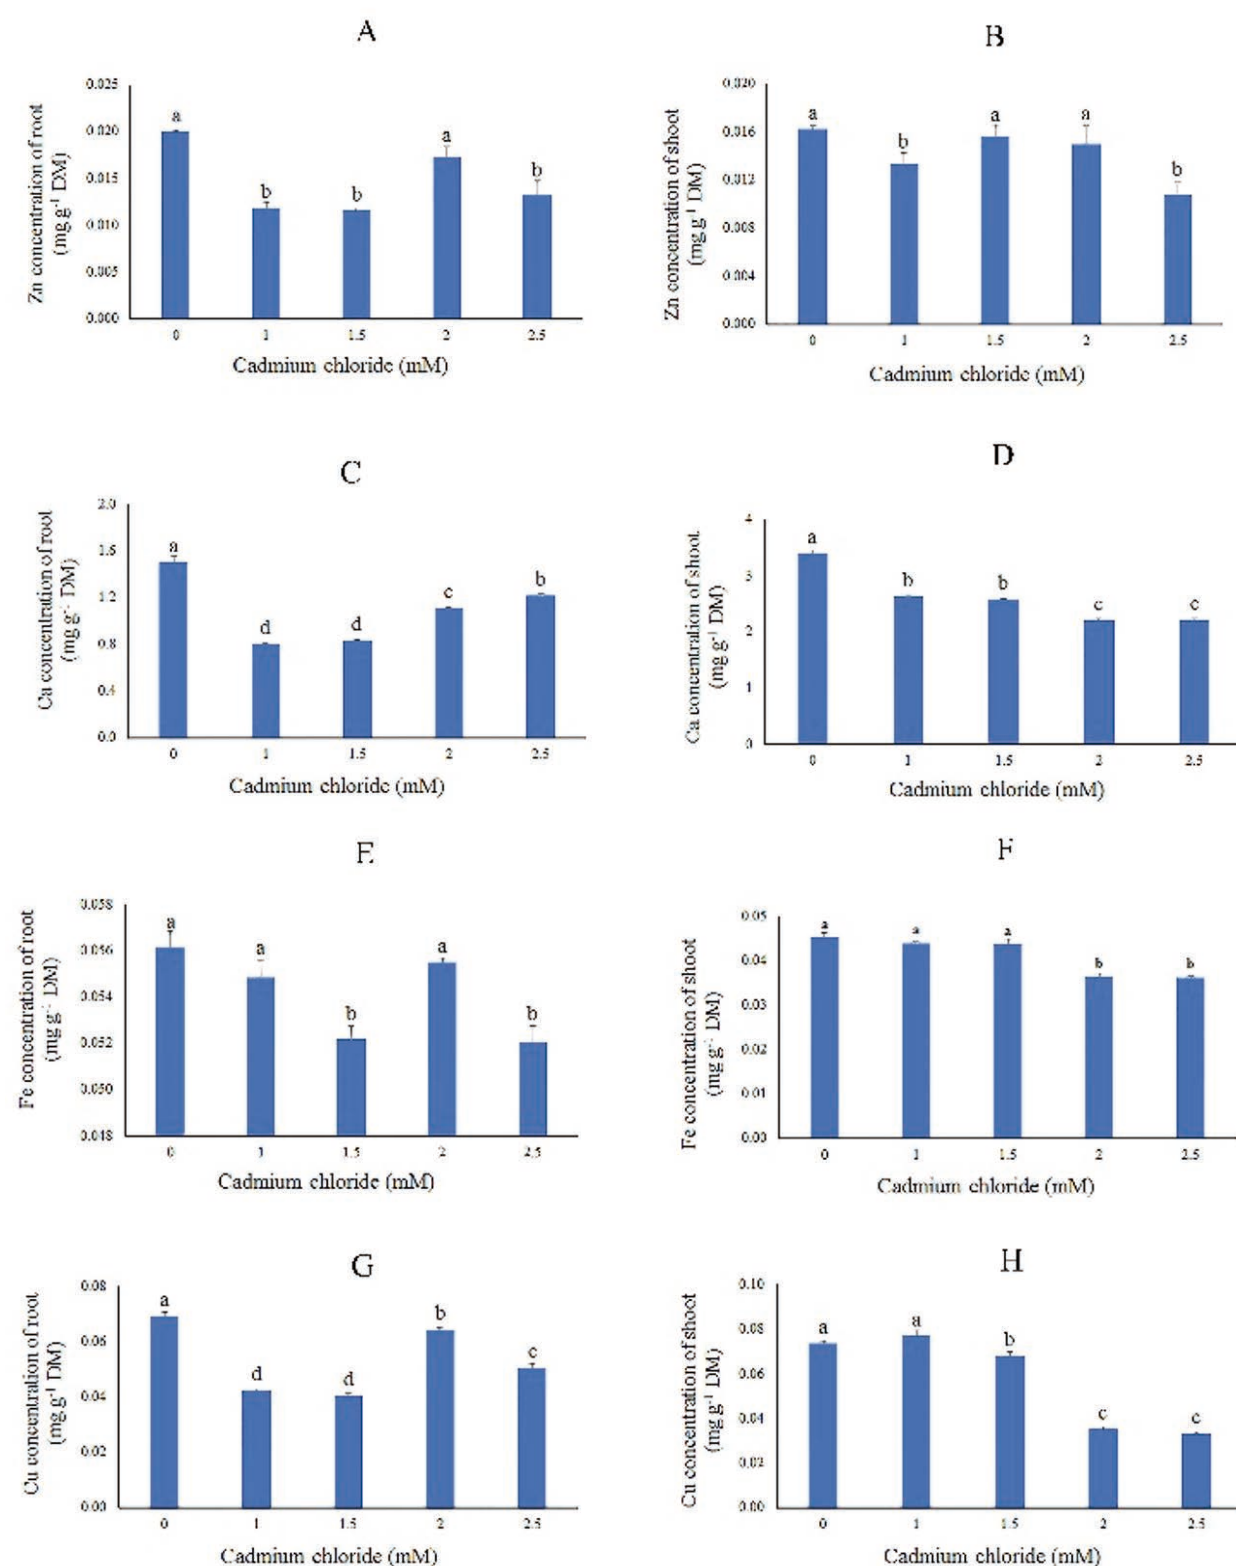 A
Zn concentration of root
(mg g⁻¹ DM)
0.025
0.020
0.015
0.010
0.005
0.000
a
b
b
a
b
0
1
1.5
2
2.5
Cadmium chloride (mM)
B
Zn concentration of shoot
(mg g⁻¹ DM)
0.020
0.016
0.012
0.008
0.004
0.000
a
b
a
a
b
0
1
1.5
2
2.5
Cadmium chloride (mM)
C
Ca concentration of root
(mg g⁻¹ DM)
2.0
1.6
1.2
0.8
0.4
0.0
a
d
d
c
b
0
1
1.5
2
2.5
Cadmium chloride (mM)
D
Ca concentration of shoot
(mg g⁻¹ DM)
4
3
2
1
0
a
b
b
c
c
0
1
1.5
2
2.5
Cadmium chloride (mM)
E
Fe concentration of root
(mg g⁻¹ DM)
0.058
0.056
0.054
0.052
0.050
0.048
a
a
b
a
b
0
1
1.5
2
2.5
Cadmium chloride (mM)
F
Fe concentration of shoot
(mg g⁻¹ DM)
0.05
0.04
0.03
0.02
0.01
0.00
a
a
a
b
b
0
1
1.5
2
2.5
Cadmium chloride (mM)
G
Cu concentration of root
(mg g⁻¹ DM)
0.08
0.06
0.04
0.02
0.00
a
d
d
b
c
0
1
1.5
2
2.5
Cadmium chloride (mM)
H
Cu concentration of shoot
(mg g⁻¹ DM)
0.10
0.08
0.06
0.04
0.02
0.00
a
a
b
c
c
0
1
1.5
2
2.5
Cadmium chloride (mM)